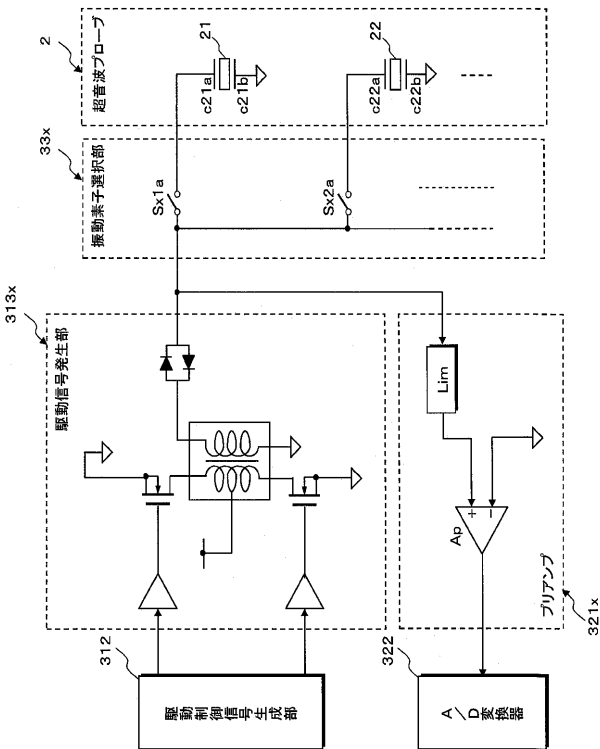 2
超音波プローブ
21
c21a
c21b
22
c22a
c22b
33x
振動素子選択部
Sx1a
Sx2a
313x
駆動信号発生部
Lim
+
−
Ap
プリアンプ
321x
312
駆動制御信号生成部
322
A/D変換器